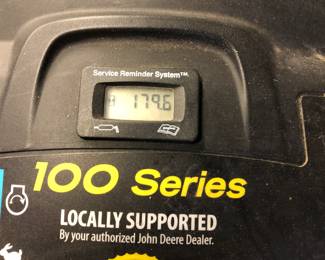 Service Reminder System™
179.6
100 Series
LOCALLY SUPPORTED
By your authorized John Deere Dealer.